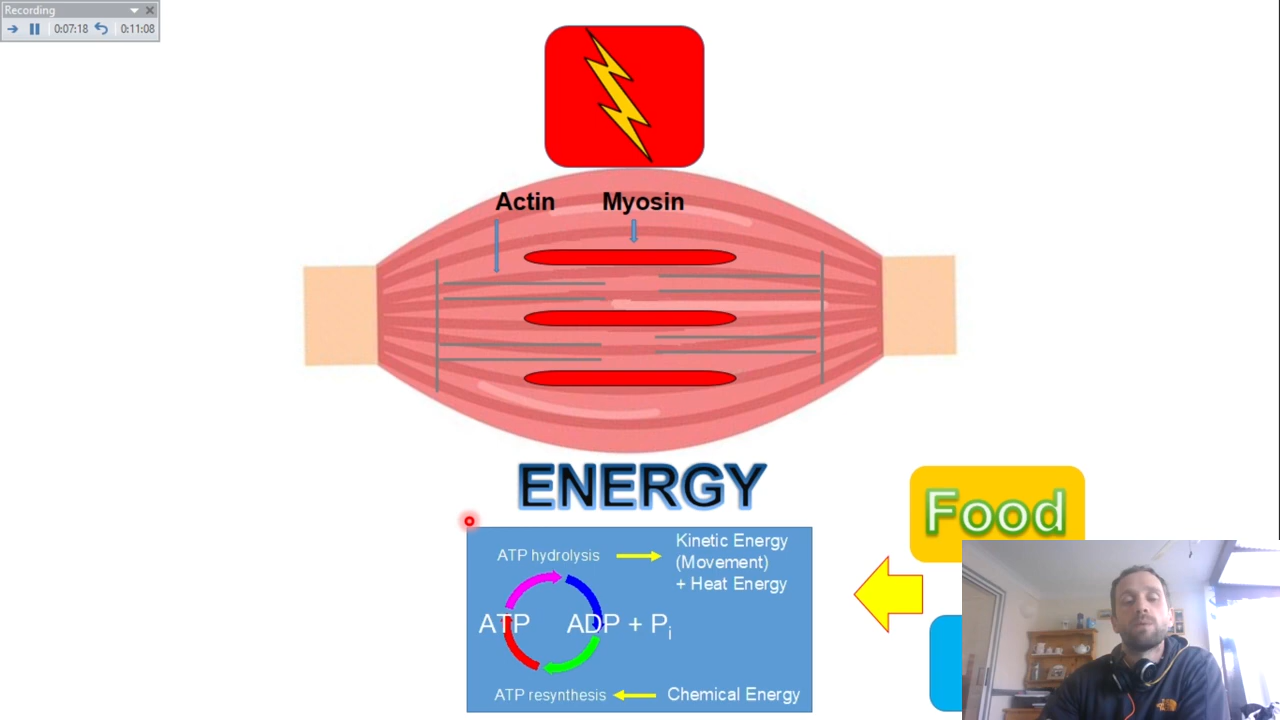 Recording
0:07:18 0:11:08
Actin Myosin
ENERGY
Food
ATP hydrolysis
Kinetic Energy
(Movement)
+ Heat Energy
ATP ADP + Pi
ATP resynthesis
Chemical Energy